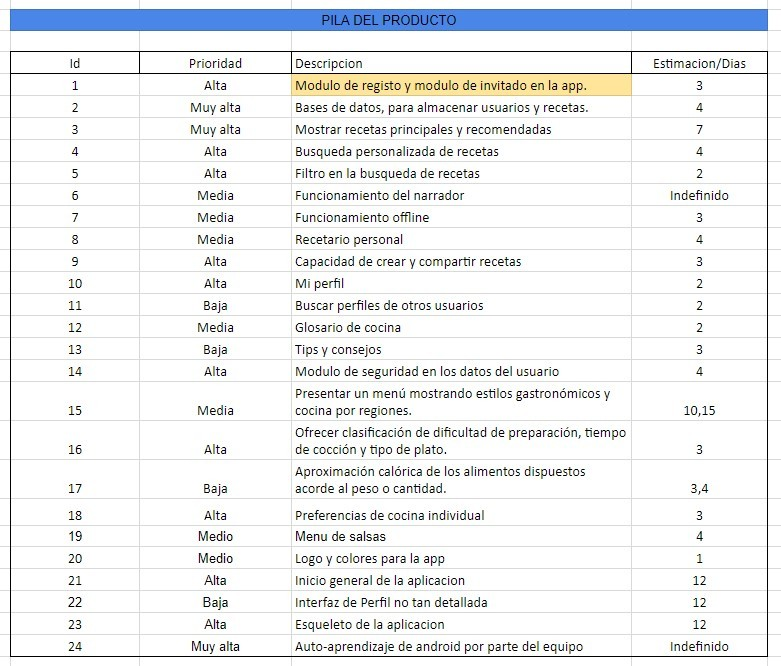 PILA DEL PRODUCTO
Id Prioridad Descripcion Estimacion/Dias
1 Alta Modulo de registo y modulo de invitado en la app. 3
2 Muy alta Bases de datos, para almacenar usuarios y recetas. 4
3 Muy alta Mostrar recetas principales y recomendadas 7
4 Alta Busqueda personalizada de recetas 4
5 Alta Filtro en la busqueda de recetas 2
6 Media Funcionamiento del narrador Indefinido
7 Media Funcionamiento offline 3
8 Media Recetario personal 4
9 Alta Capacidad de crear y compartir recetas 3
10 Alta Mi perfil 2
11 Baja Buscar perfiles de otros usuarios 2
12 Media Glosario de cocina 2
13 Baja Tips y consejos 3
14 Alta Modulo de seguridad en los datos del usuario 4
Presentar un menú mostrando estilos gastronómicos y
15 Media cocina por regiones. 10,15
Ofrecer clasificación de dificultad de preparación, tiempo
16 Alta de cocción y tipo de plato. 3
Aproximación calórica de los alimentos dispuestos
17 Baja acorde al peso o cantidad. 3,4
18 Alta Preferencias de cocina individual 3
19 Medio Menu de salsas 4
20 Medio Logo y colores para la app 1
21 Alta Inicio general de la aplicacion 12
22 Baja Interfaz de Perfil no tan detallada 12
23 Alta Esqueleto de la aplicacion 12
24 Muy alta Auto-aprendizaje de android por parte del equipo Indefinido